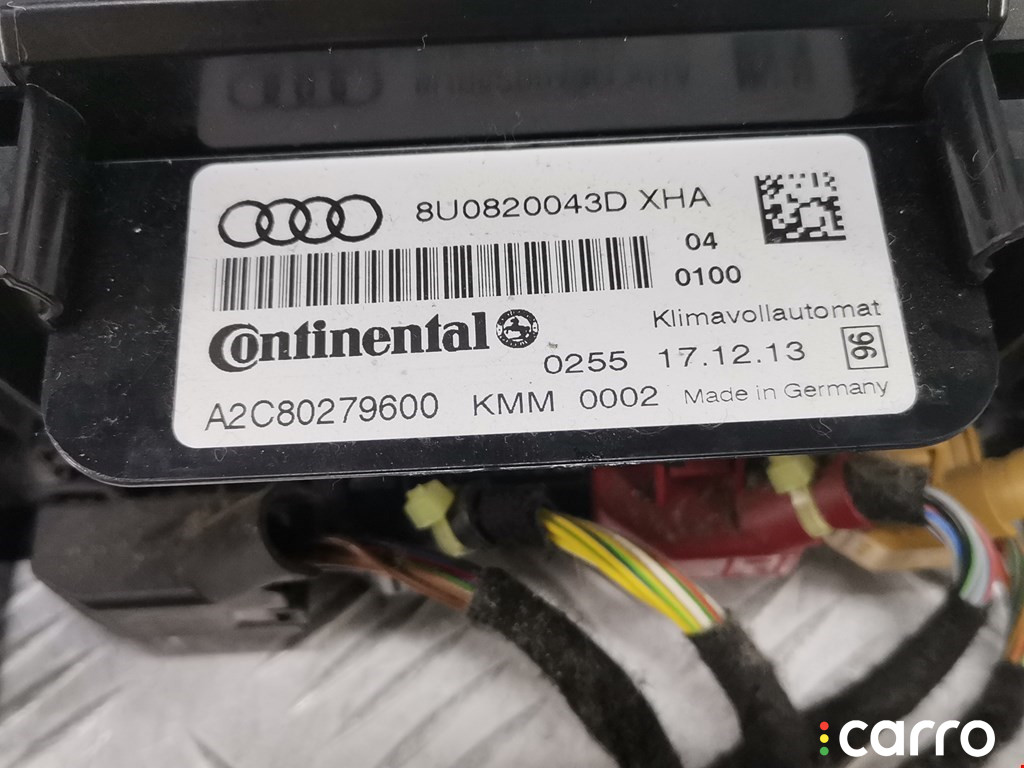 8U0820043D XHA
04
0100
Continental
Klimavollautomat
0255 17.12.13 96
A2C80279600 KMM 0002 Made in Germany
carro